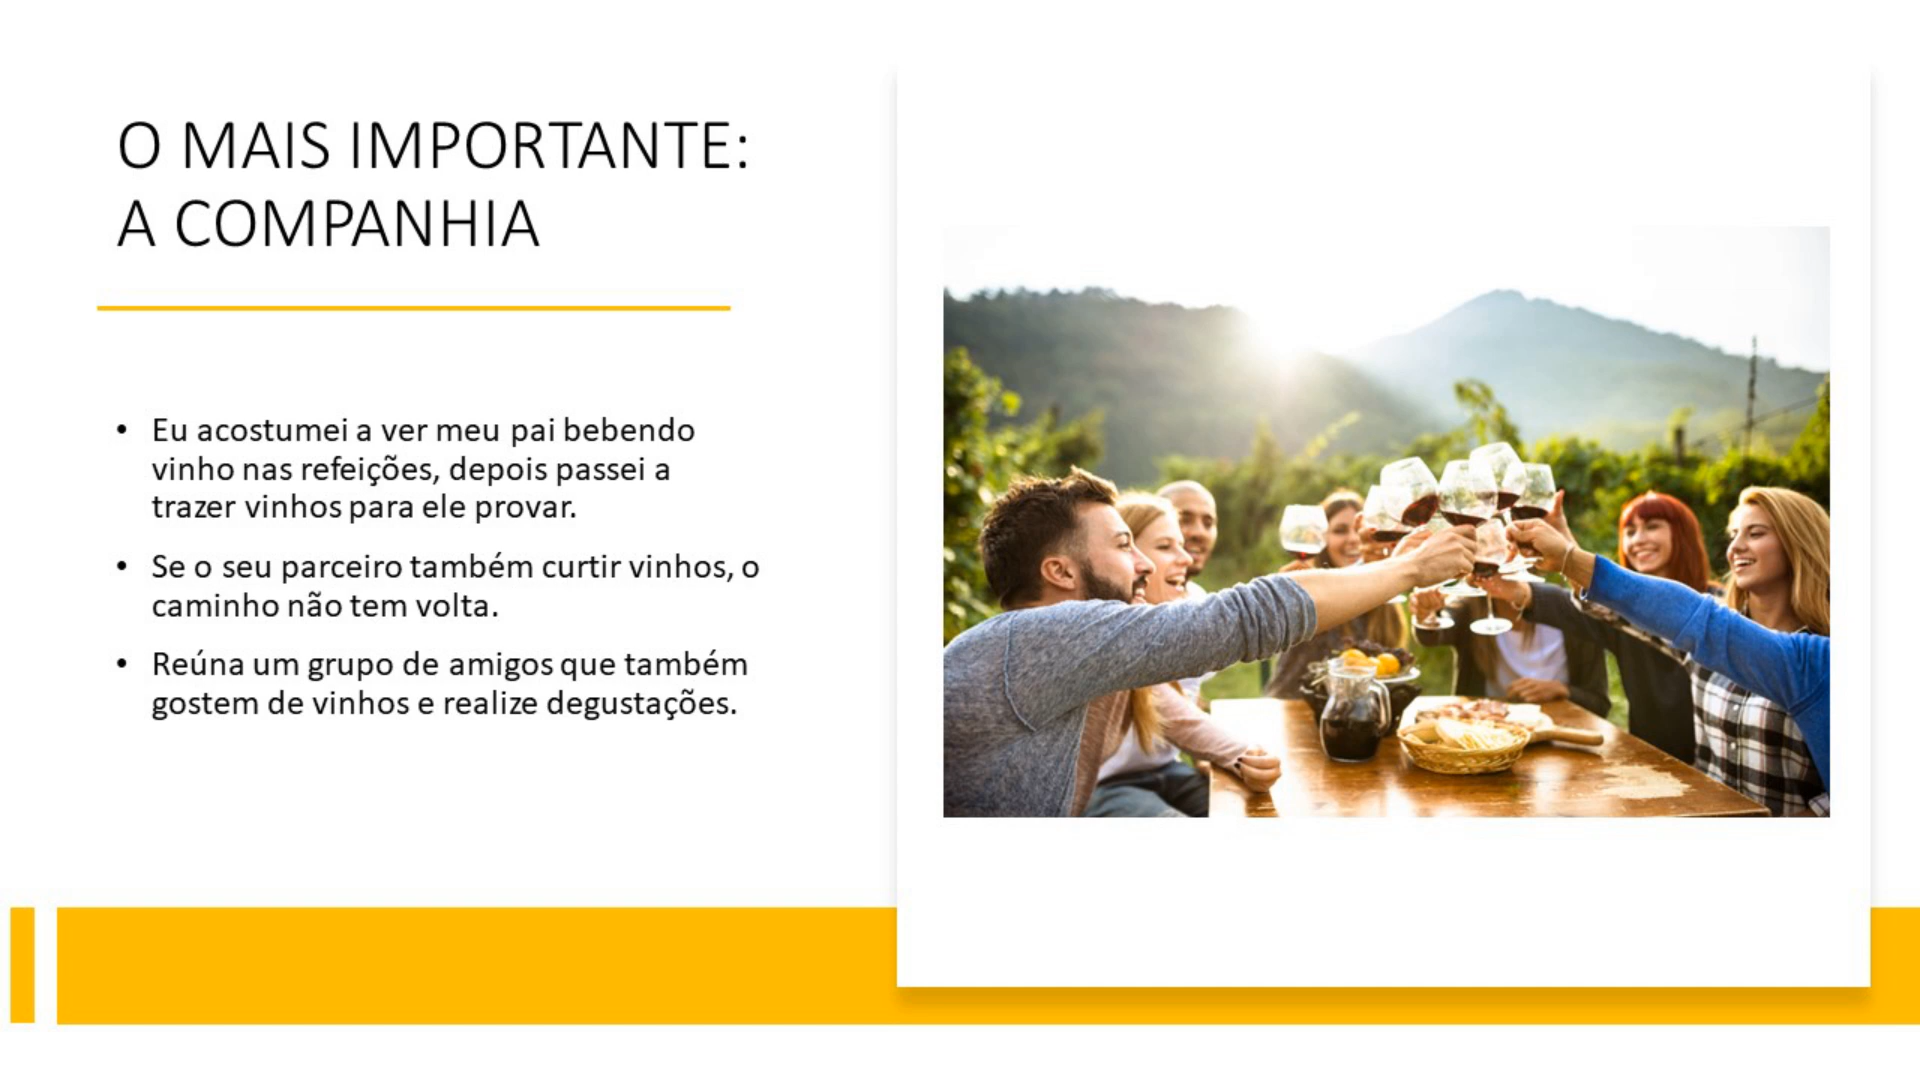 O MAIS IMPORTANTE:
A COMPANHIA
• Eu acostumei a ver meu pai bebendo
vinho nas refeições, depois passei a
trazer vinhos para ele provar.
• Se o seu parceiro também curtir vinhos, o
caminho não tem volta.
• Reúna um grupo de amigos que também
gostem de vinhos e realize degustações.